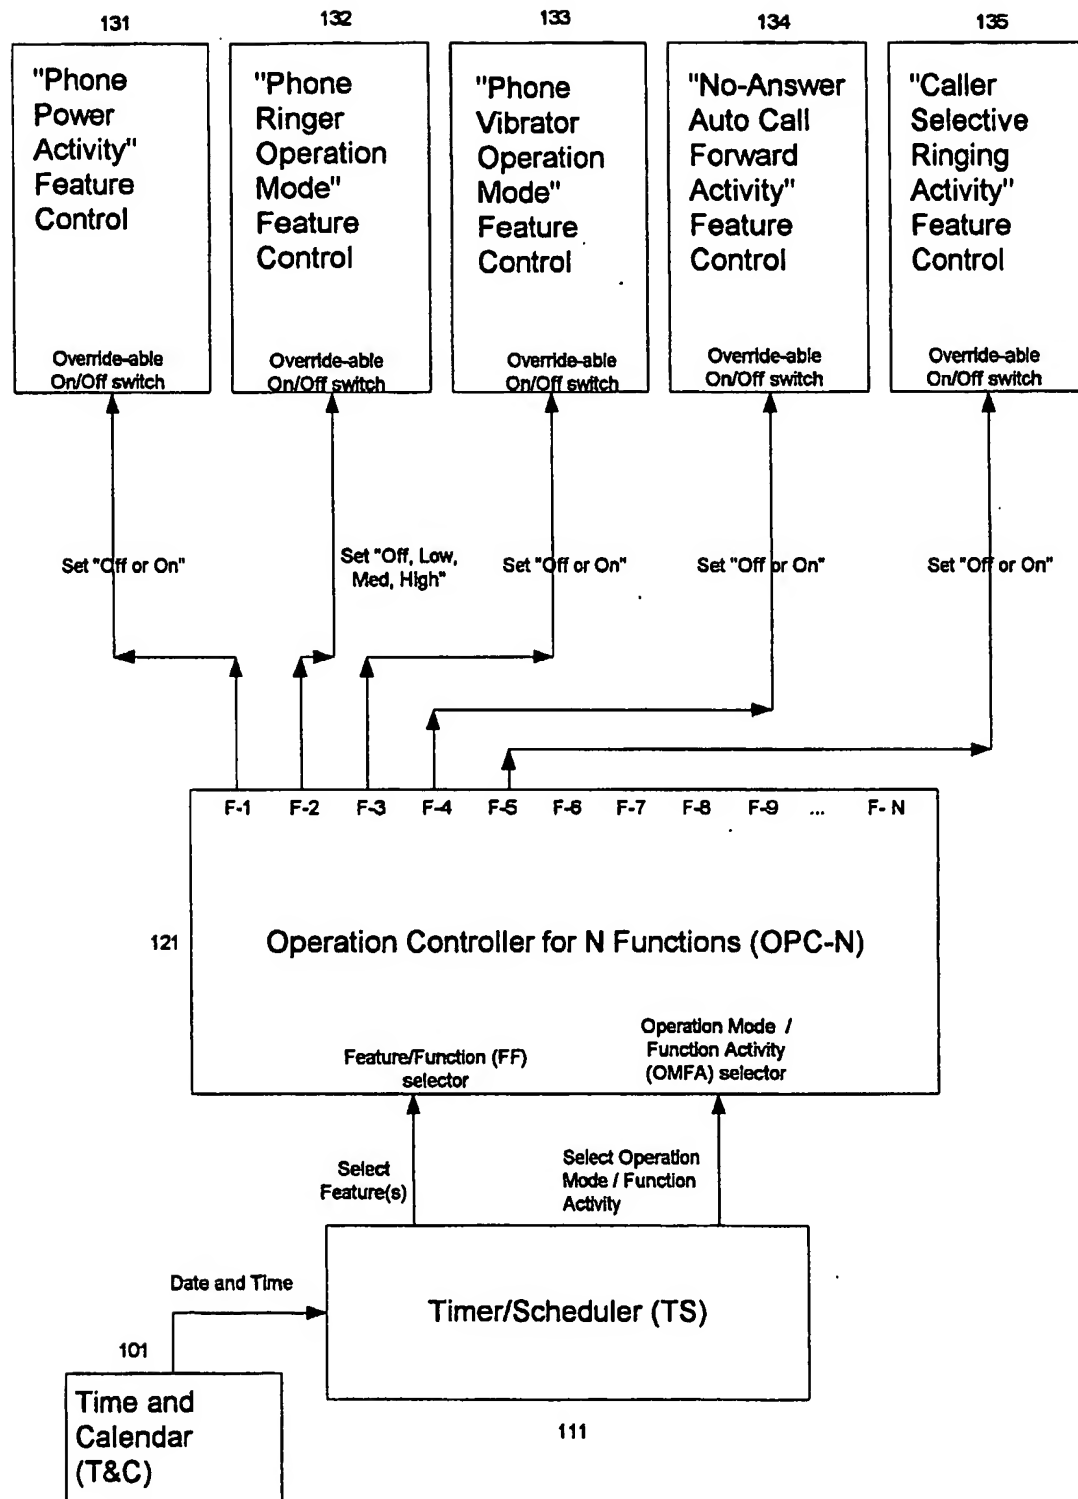 131
132
133
134
135
"Phone
Power
Activity"
Feature
Control
Override-able
On/Off switch
"Phone
Ringer
Operation
Mode"
Feature
Control
Override-able
On/Off switch
"Phone
Vibrator
Operation
Mode"
Feature
Control
Override-able
On/Off switch
"No-Answer
Auto Call
Forward
Activity"
Feature
Control
Override-able
On/Off switch
"Caller
Selective
Ringing
Activity"
Feature
Control
Override-able
On/Off switch
Set "Off or On"
Set "Off, Low,
Med, High"
Set "Off or On"
Set "Off or On"
Set "Off or On"
F-1 F-2 F-3 F-4 F-5 F-6 F-7 F-8 F-9 ... F- N
121
Operation Controller for N Functions (OPC-N)
Feature/Function (FF)
selector
Operation Mode /
Function Activity
(OMFA) selector
Select
Feature(s)
Select Operation
Mode / Function
Activity
Date and Time
Timer/Scheduler (TS)
111
101
Time and
Calendar
(T&C)